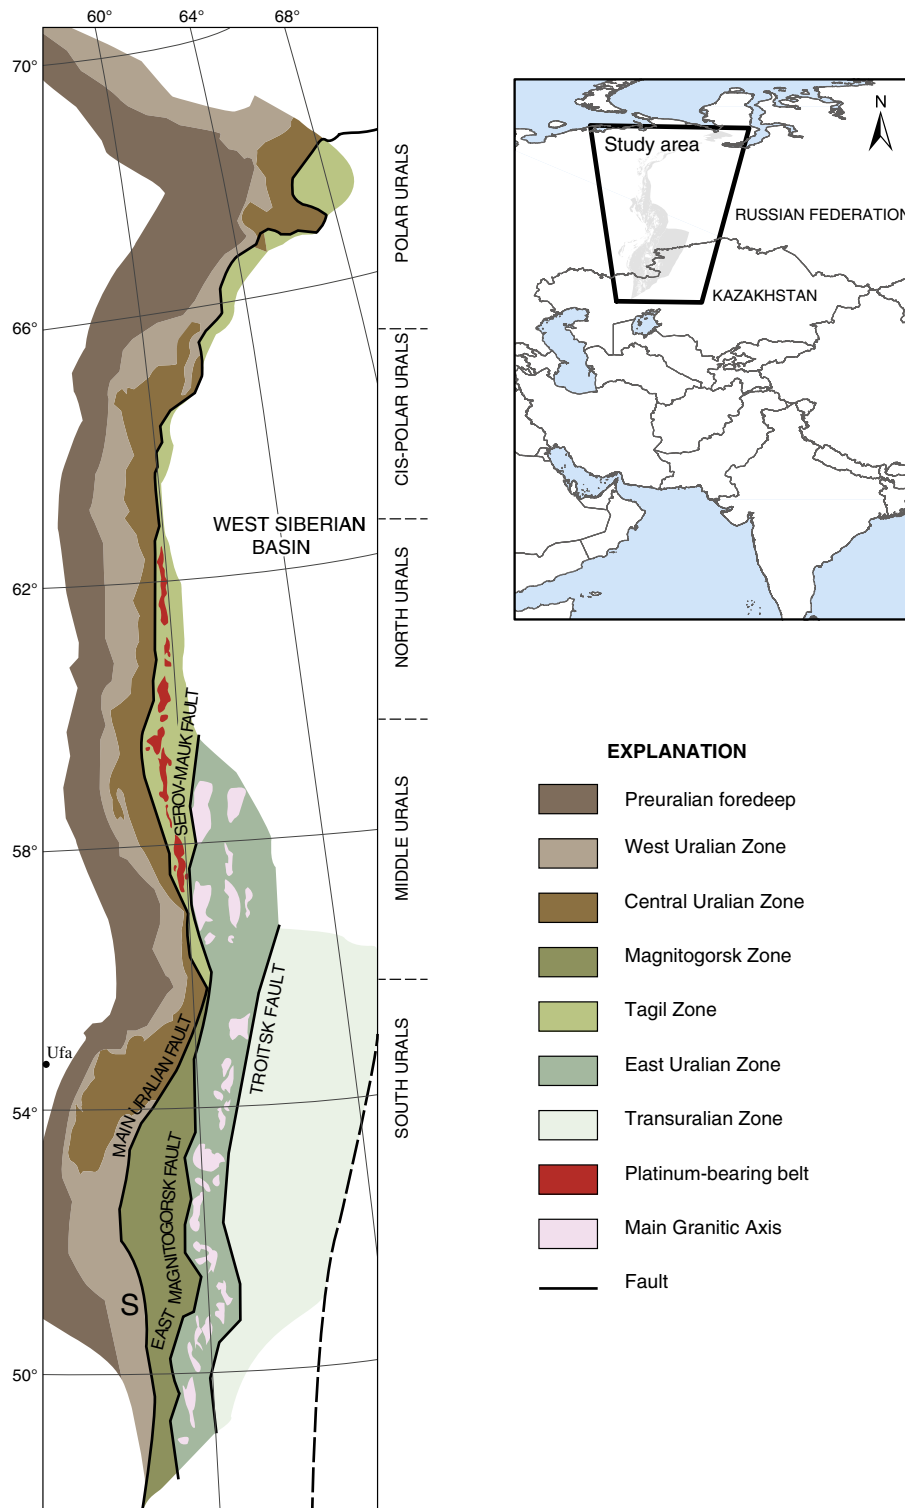 60°
64°
68°
70°
66°
62°
58°
54°
50°
POLAR URALS
CIS-POLAR URALS
NORTH URALS
MIDDLE URALS
SOUTH URALS
WEST SIBERIAN
BASIN
SEROV-MAUK FAULT
TROITSK FAULT
MAIN URALIAN FAULT
EAST MAGNITOGORSK FAULT
Ufa
S
Study area
N
RUSSIAN FEDERATION
KAZAKHSTAN
EXPLANATION
Preuralian foredeep
West Uralian Zone
Central Uralian Zone
Magnitogorsk Zone
Tagil Zone
East Uralian Zone
Transuralian Zone
Platinum-bearing belt
Main Granitic Axis
Fault